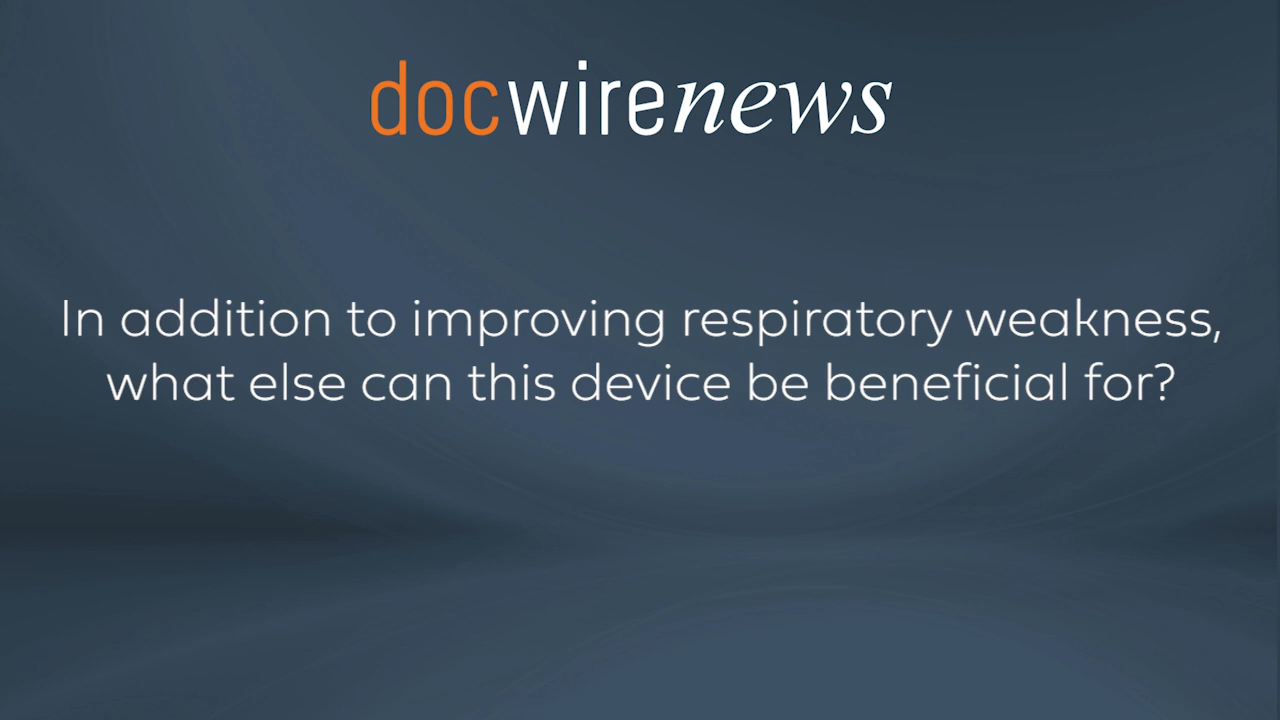 docwirenews
In addition to improving respiratory weakness,
what else can this device be beneficial for?